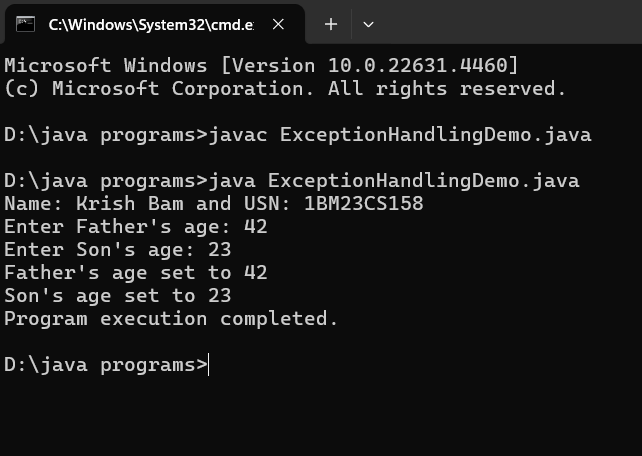 C:\Windows\System32\cmd.e
Microsoft Windows [Version 10.0.22631.4460]
(c) Microsoft Corporation. All rights reserved.
D:\java programs>javac ExceptionHandlingDemo.java
D:\java programs>java ExceptionHandlingDemo.java
Name: Krish Bam and USN: 1BM23CS158
Enter Father's age: 42
Enter Son's age: 23
Father's age set to 42
Son's age set to 23
Program execution completed.
D:\java programs>